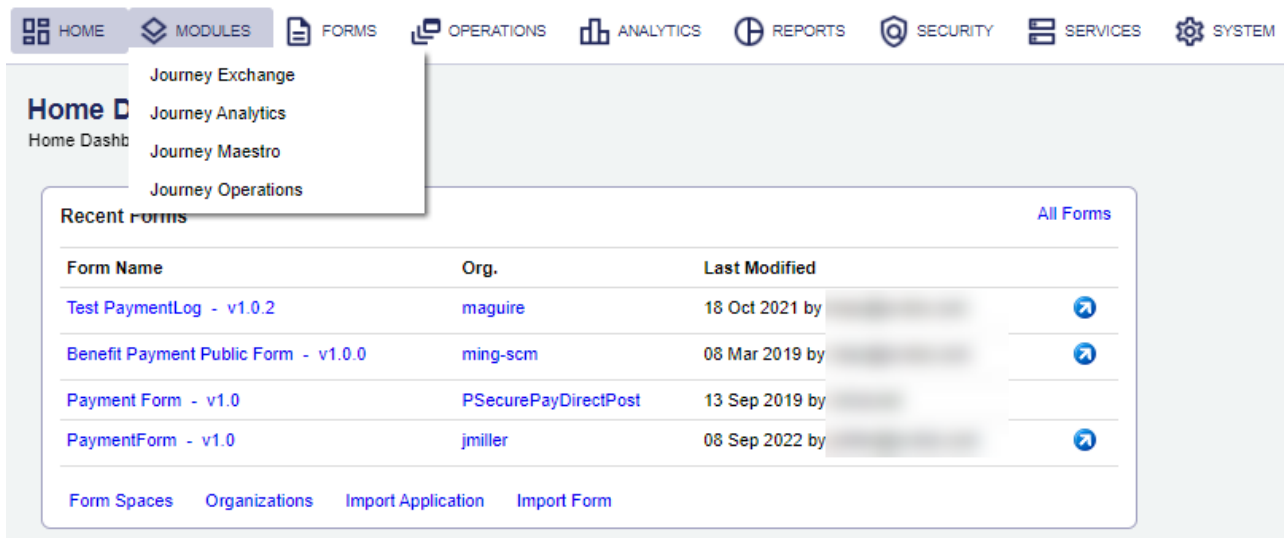 HOME MODULES FORMS OPERATIONS ANALYTICS REPORTS SECURITY SERVICES SYSTEM
Journey Exchange
Journey Analytics
Journey Maestro
Journey Operations
Home D
Home Dashb
Recent Forms All Forms
Form Name Org. Last Modified
Test PaymentLog - v1.0.2 maguire 18 Oct 2021 by
Benefit Payment Public Form - v1.0.0 ming-scm 08 Mar 2019 by
Payment Form - v1.0 PSecurePayDirectPost 13 Sep 2019 by
PaymentForm - v1.0 jmiller 08 Sep 2022 by
Form Spaces Organizations Import Application Import Form